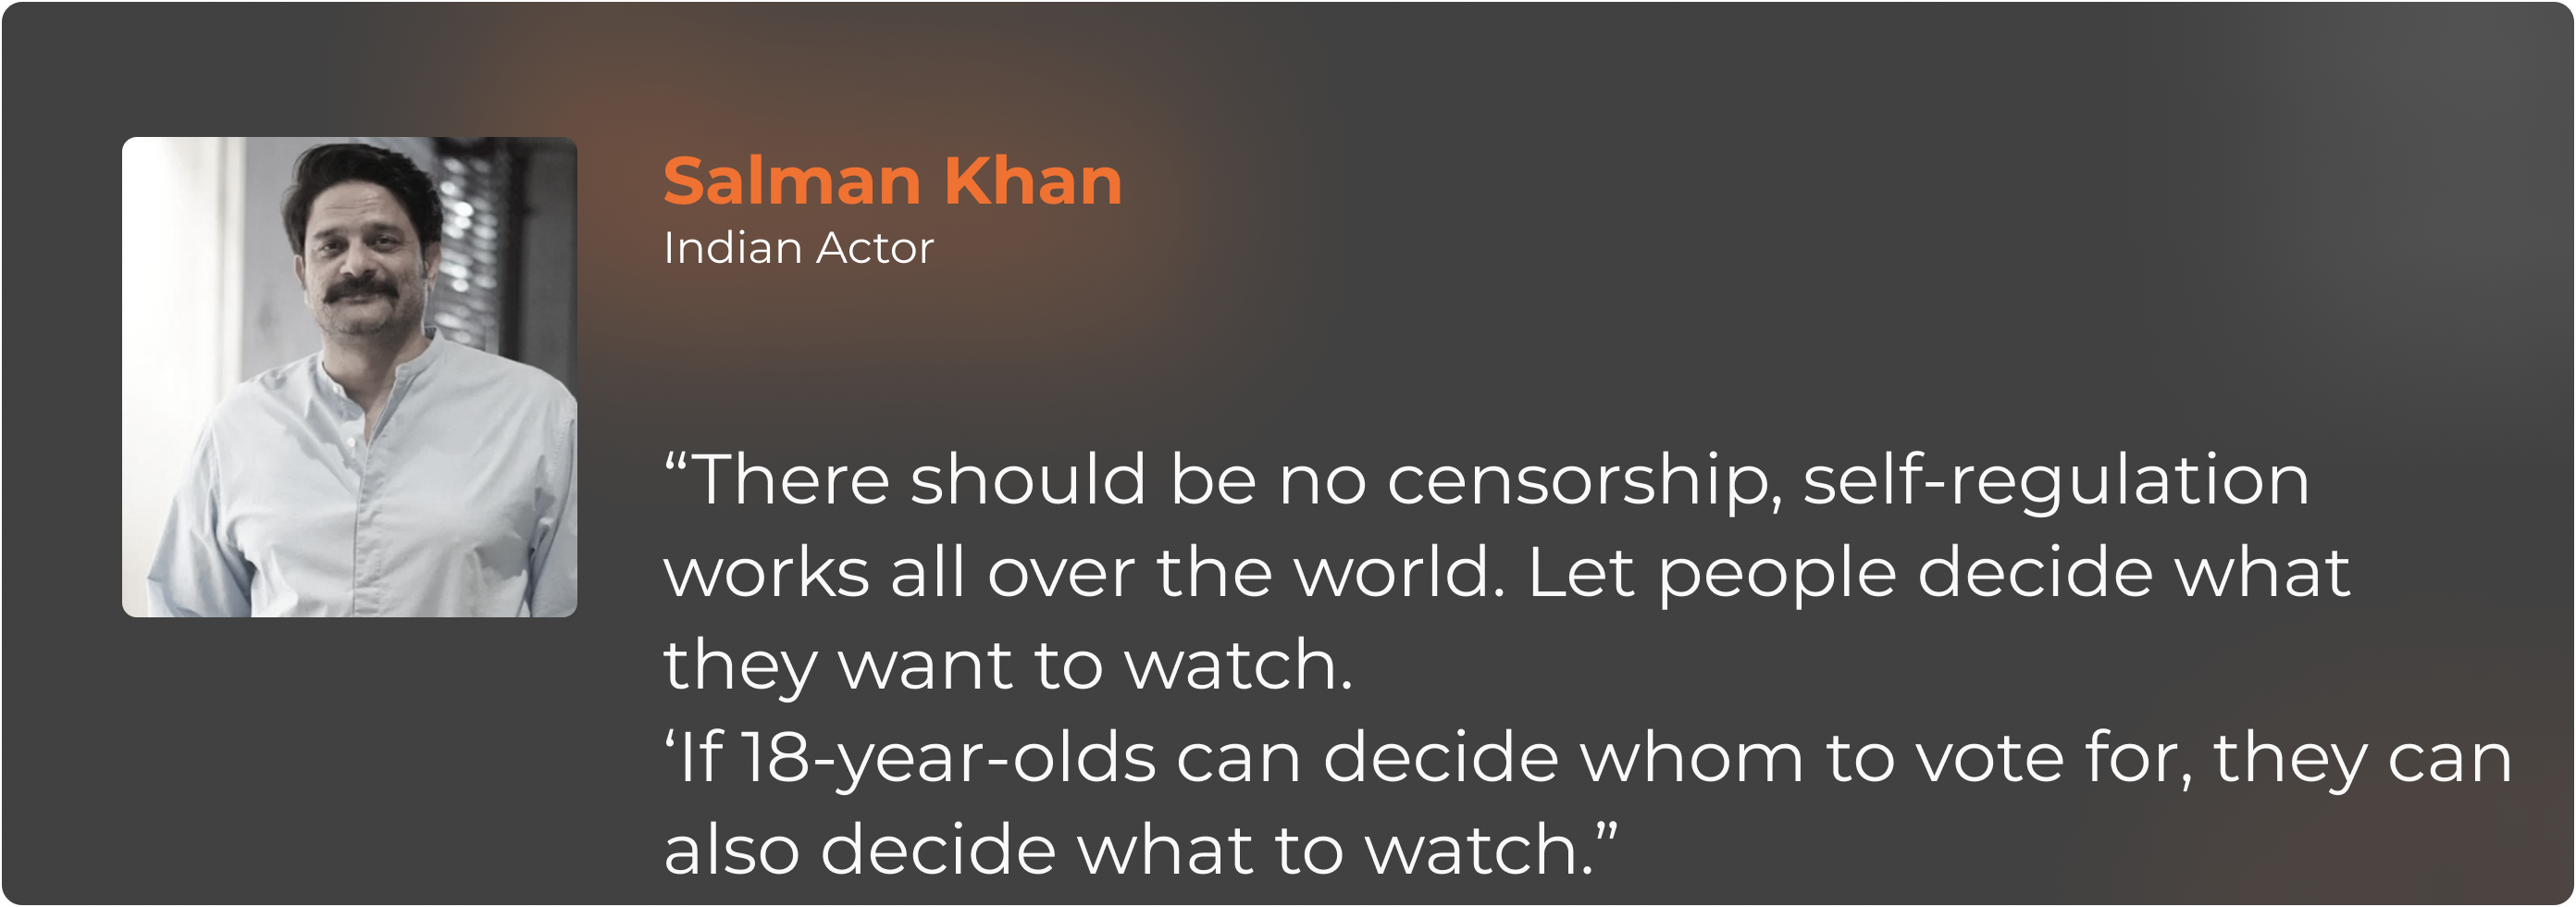 Salman Khan
Indian Actor
“There should be no censorship, self-regulation
works all over the world. Let people decide what
they want to watch.
‘If 18-year-olds can decide whom to vote for, they can
also decide what to watch.”